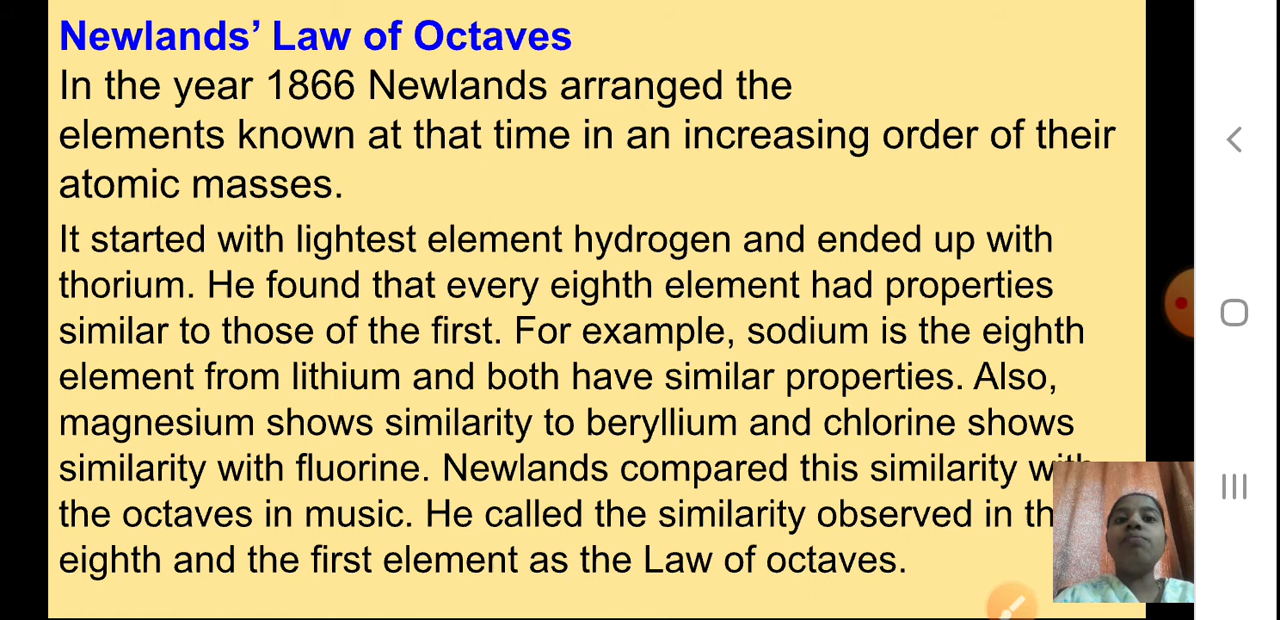 Newlands’ Law of Octaves
In the year 1866 Newlands arranged the
elements known at that time in an increasing order of their
atomic masses.
It started with lightest element hydrogen and ended up with
thorium. He found that every eighth element had properties
similar to those of the first. For example, sodium is the eighth
element from lithium and both have similar properties. Also,
magnesium shows similarity to beryllium and chlorine shows
similarity with fluorine. Newlands compared this similarity with
the octaves in music. He called the similarity observed in the
eighth and the first element as the Law of octaves.